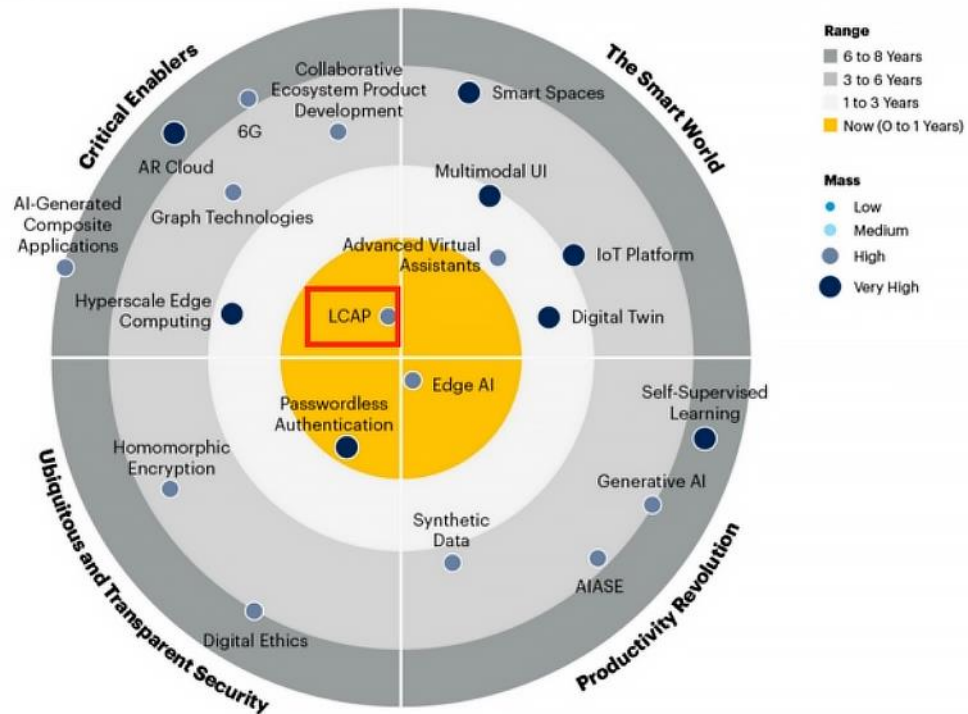 Critical Enablers
Collaborative
Ecosystem Product
Development
6G
AR Cloud
Graph Technologies
AI-Generated
Composite
Applications
Hyperscale Edge
Computing
LCAP
The Smart World
Smart Spaces
Multimodal UI
Advanced Virtual
Assistants
IoT Platform
Digital Twin
Ubiquitous and Transparent Security
Passwordless
Authentication
Homomorphic
Encryption
Digital Ethics
Productivity Revolution
Edge AI
Self-Supervised
Learning
Generative AI
Synthetic
Data
AIASE
Range
6 to 8 Years
3 to 6 Years
1 to 3 Years
Now (0 to 1 Years)
Mass
Low
Medium
High
Very High